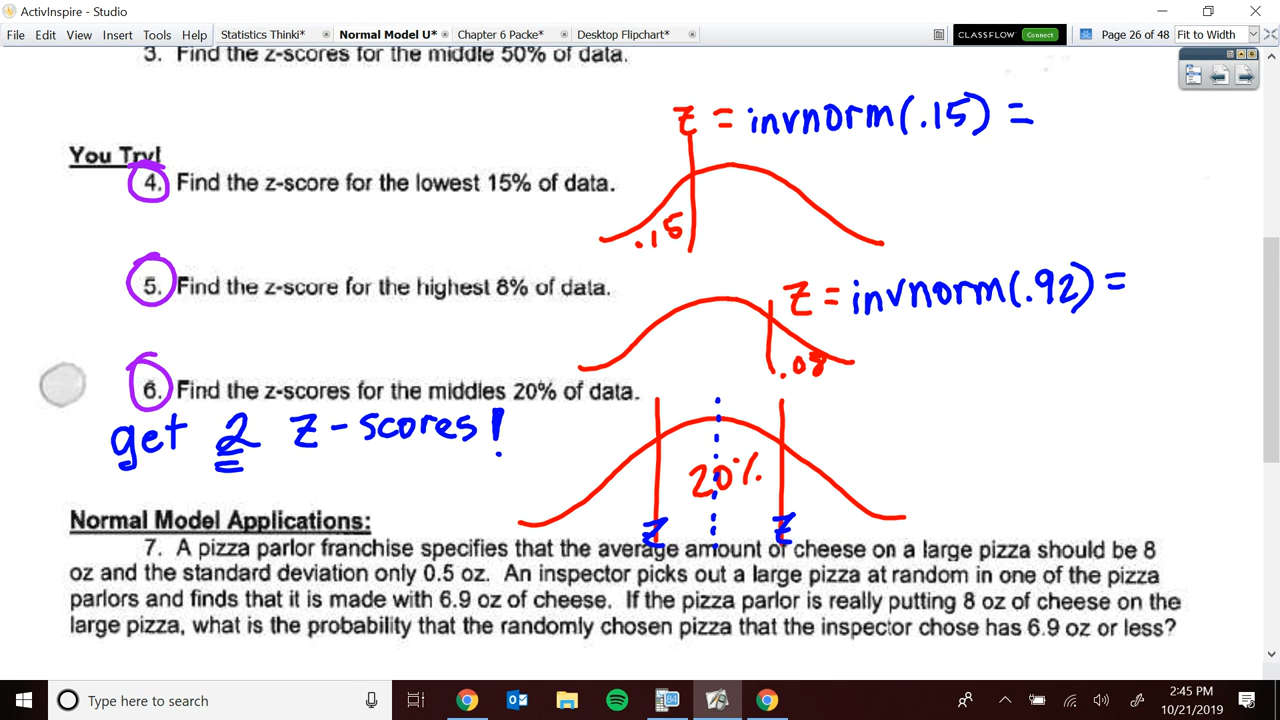 ActivInspire - Studio
File Edit View Insert Tools Help Statistics Thinki* Normal Model U* Chapter 6 Packe* Desktop Flipchart* CLASSFLOW Connect Page 26 of 48 Fit to Width
3. Find the z-scores for the middle 50% of data.
z = invnorm(.15) =
You Try!
4. Find the z-score for the lowest 15% of data.
.15
5. Find the z-score for the highest 8% of data.
z = invnorm(.92) =
.08
6. Find the z-scores for the middles 20% of data.
get 2 z-scores!
20%
z z
Normal Model Applications:
7. A pizza parlor franchise specifies that the average amount of cheese on a large pizza should be 8
oz and the standard deviation only 0.5 oz. An inspector picks out a large pizza at random in one of the pizza
parlors and finds that it is made with 6.9 oz of cheese. If the pizza parlor is really putting 8 oz of cheese on the
large pizza, what is the probability that the randomly chosen pizza that the inspector chose has 6.9 oz or less?
Type here to search
2:45 PM
10/21/2019